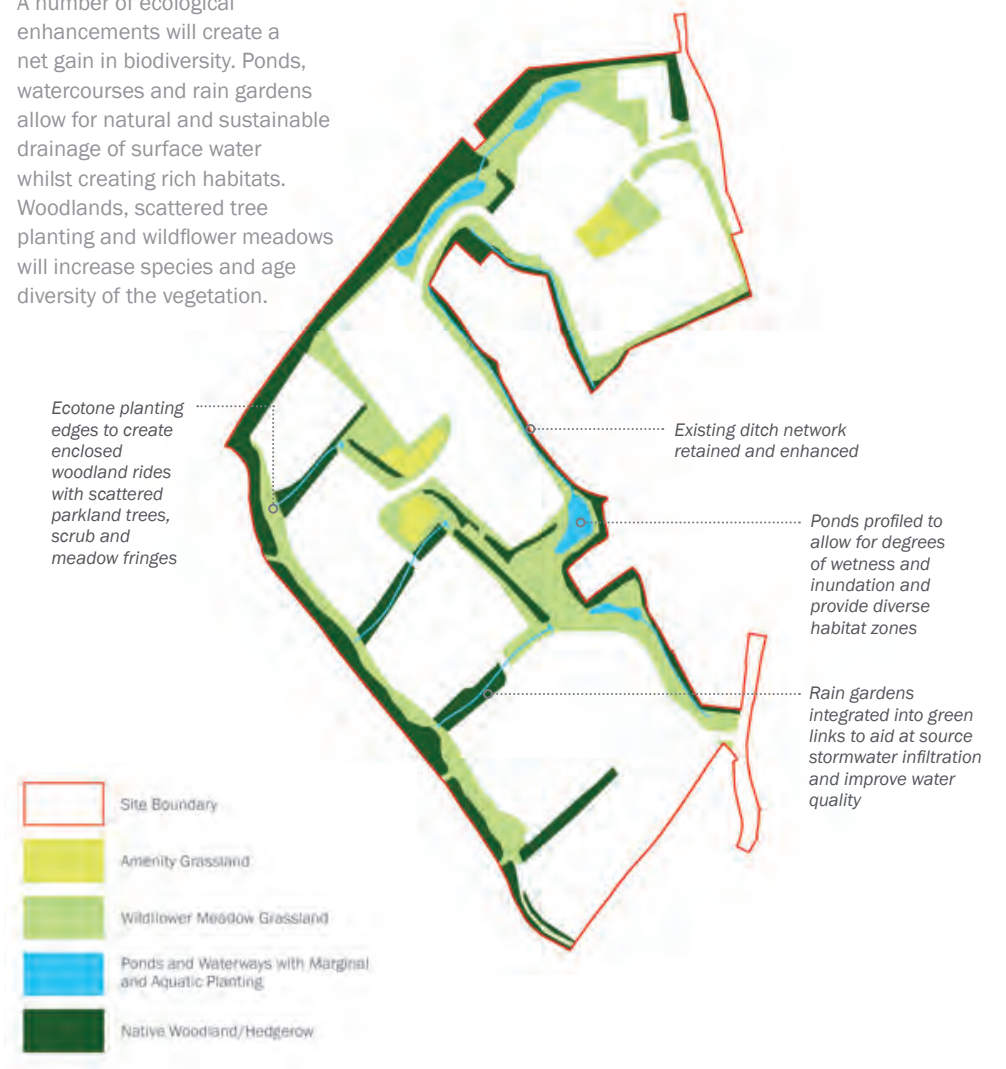 A number of ecological
enhancements will create a
net gain in biodiversity. Ponds,
watercourses and rain gardens
allow for natural and sustainable
drainage of surface water
whilst creating rich habitats.
Woodlands, scattered tree
planting and wildflower meadows
will increase species and age
diversity of the vegetation.
Ecotone planting
edges to create
enclosed
woodland rides
with scattered
parkland trees,
scrub and
meadow fringes
Existing ditch network
retained and enhanced
Ponds profiled to
allow for degrees
of wetness and
inundation and
provide diverse
habitat zones
Rain gardens
integrated into green
links to aid at source
stormwater infiltration
and improve water
quality
Site Boundary
Amenity Grassland
Wildflower Meadow Grassland
Ponds and Waterways with Marginal
and Aquatic Planting
Native Woodland/Hedgerow